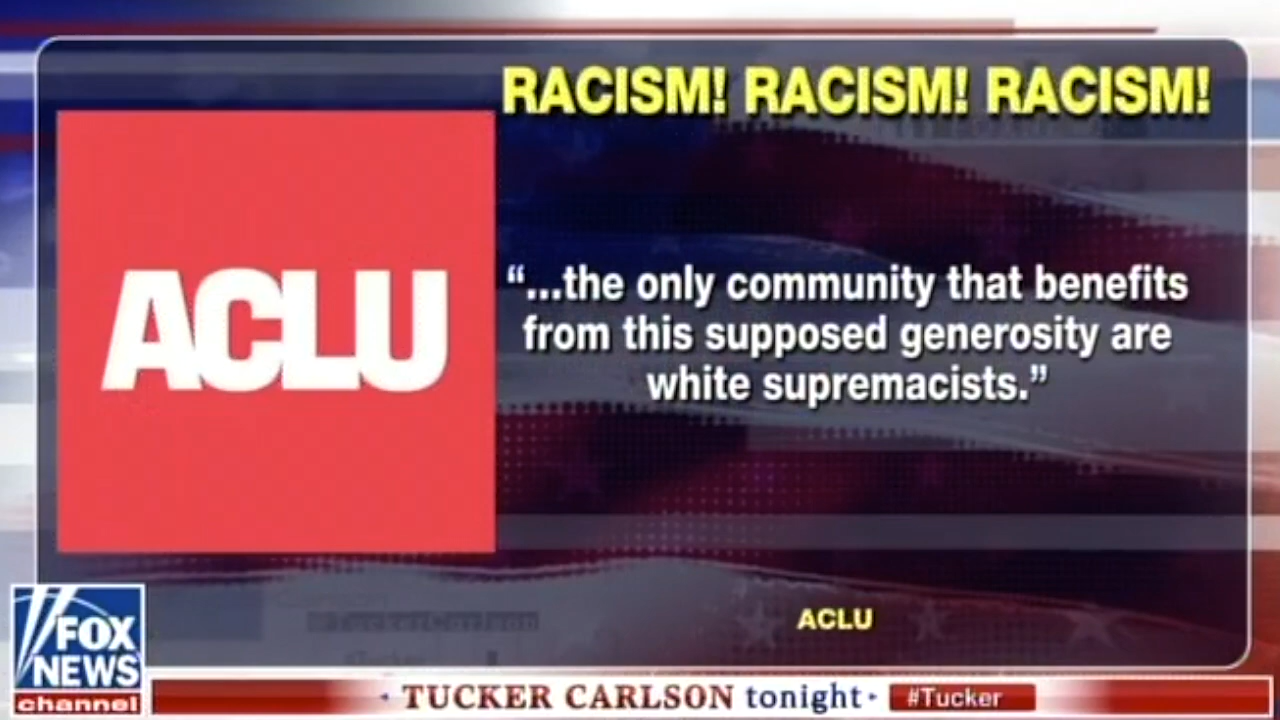 RACISM! RACISM! RACISM!
ACLU
“...the only community that benefits
from this supposed generosity are
white supremacists.”
ACLU
FOX
NEWS
channel
TUCKER CARLSON tonight
#Tucker